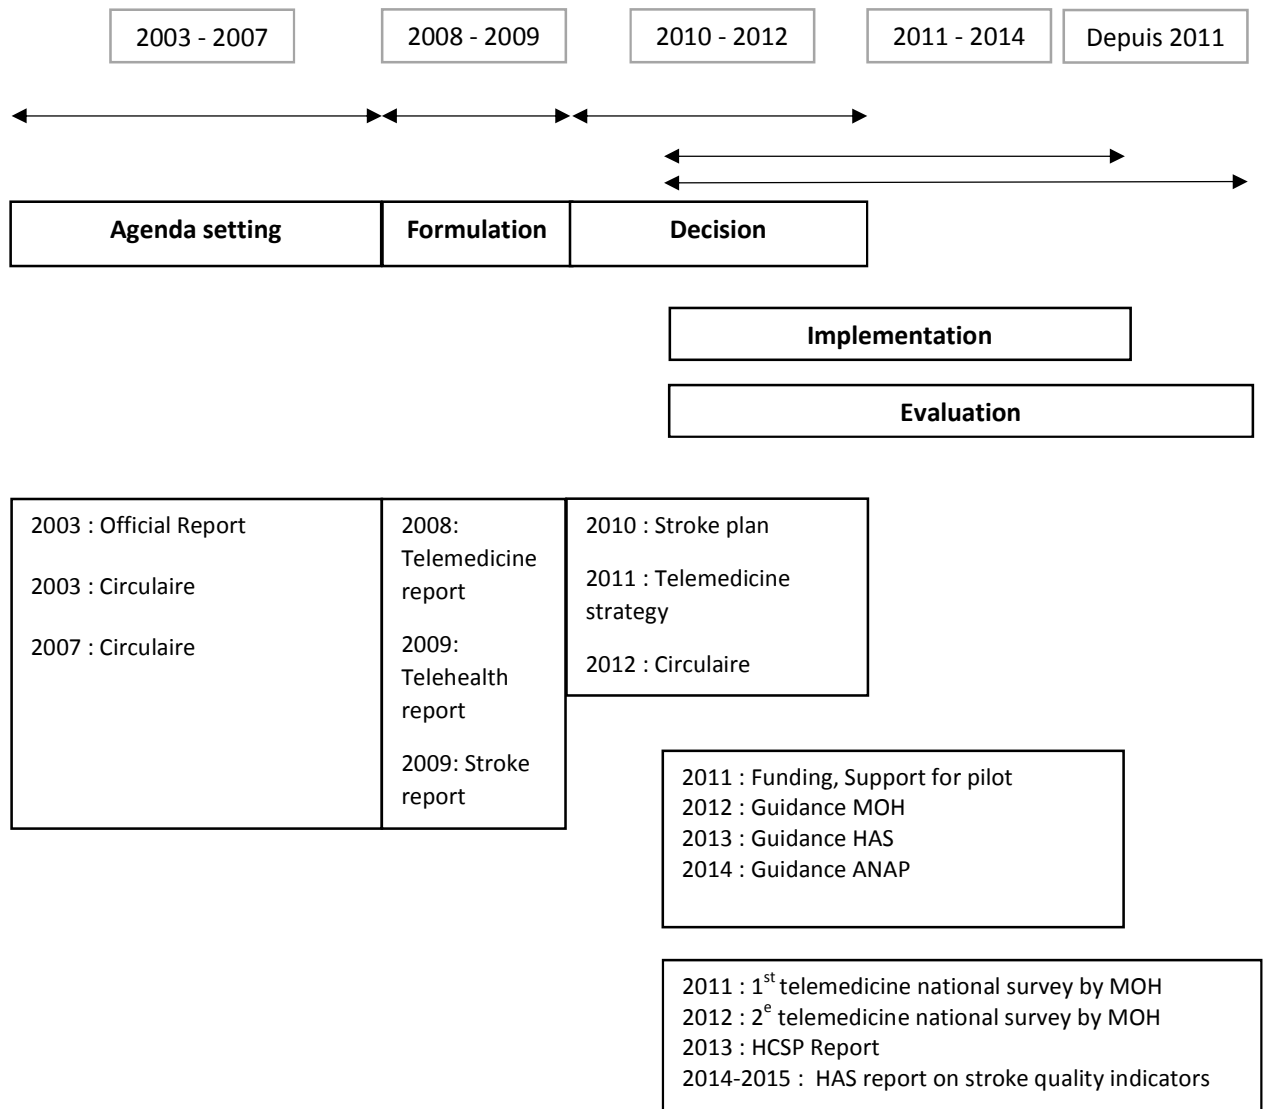 2003 - 2007
2008 - 2009
2010 - 2012
2011 - 2014
Depuis 2011
Agenda setting
Formulation
Decision
Implementation
Evaluation
2003 : Official Report
2003 : Circulaire
2007 : Circulaire
2008:
Telemedicine
report
2009:
Telehealth
report
2009: Stroke
report
2010 : Stroke plan
2011 : Telemedicine
strategy
2012 : Circulaire
2011 : Funding, Support for pilot
2012 : Guidance MOH
2013 : Guidance HAS
2014 : Guidance ANAP
2011 : 1st telemedicine national survey by MOH
2012 : 2e telemedicine national survey by MOH
2013 : HCSP Report
2014-2015 : HAS report on stroke quality indicators